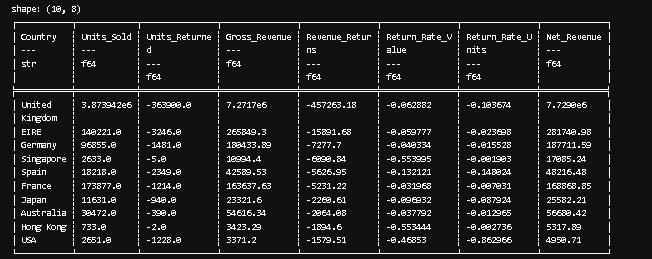 shape: (10, 8)
Country Units_Sold Units_Returne Gross_Revenue Revenue_Retur Return_Rate_V Return_Rate_U Net_Revenue
--- --- d --- ns alue nits ---
str f64 --- f64 --- --- --- f64
f64 f64 f64 f64
United 3.873942e6 -363900.0 7.2717e6 -457263.18 -0.062882 -0.103674 7.7290e6
Kingdom
EIRE 140221.0 -3246.0 265849.3 -15891.68 -0.059777 -0.023698 281740.98
Germany 96855.0 -1481.0 180433.89 -7277.7 -0.040334 -0.015528 187711.59
Singapore 2633.0 -5.0 10994.4 -6090.84 -0.553995 -0.001903 17085.24
Spain 18218.0 -2349.0 42589.53 -5626.95 -0.132121 -0.148024 48216.48
France 173877.0 -1214.0 163637.63 -5231.22 -0.031968 -0.007031 168868.85
Japan 11631.0 -940.0 23321.6 -2260.61 -0.096932 -0.087924 25582.21
Australia 30472.0 -390.0 54616.34 -2064.08 -0.037792 -0.012965 56680.42
Hong Kong 733.0 -2.0 3423.29 -1894.6 -0.553444 -0.002736 5317.89
USA 2651.0 -1228.0 3371.2 -1579.51 -0.46853 -0.862966 4950.71